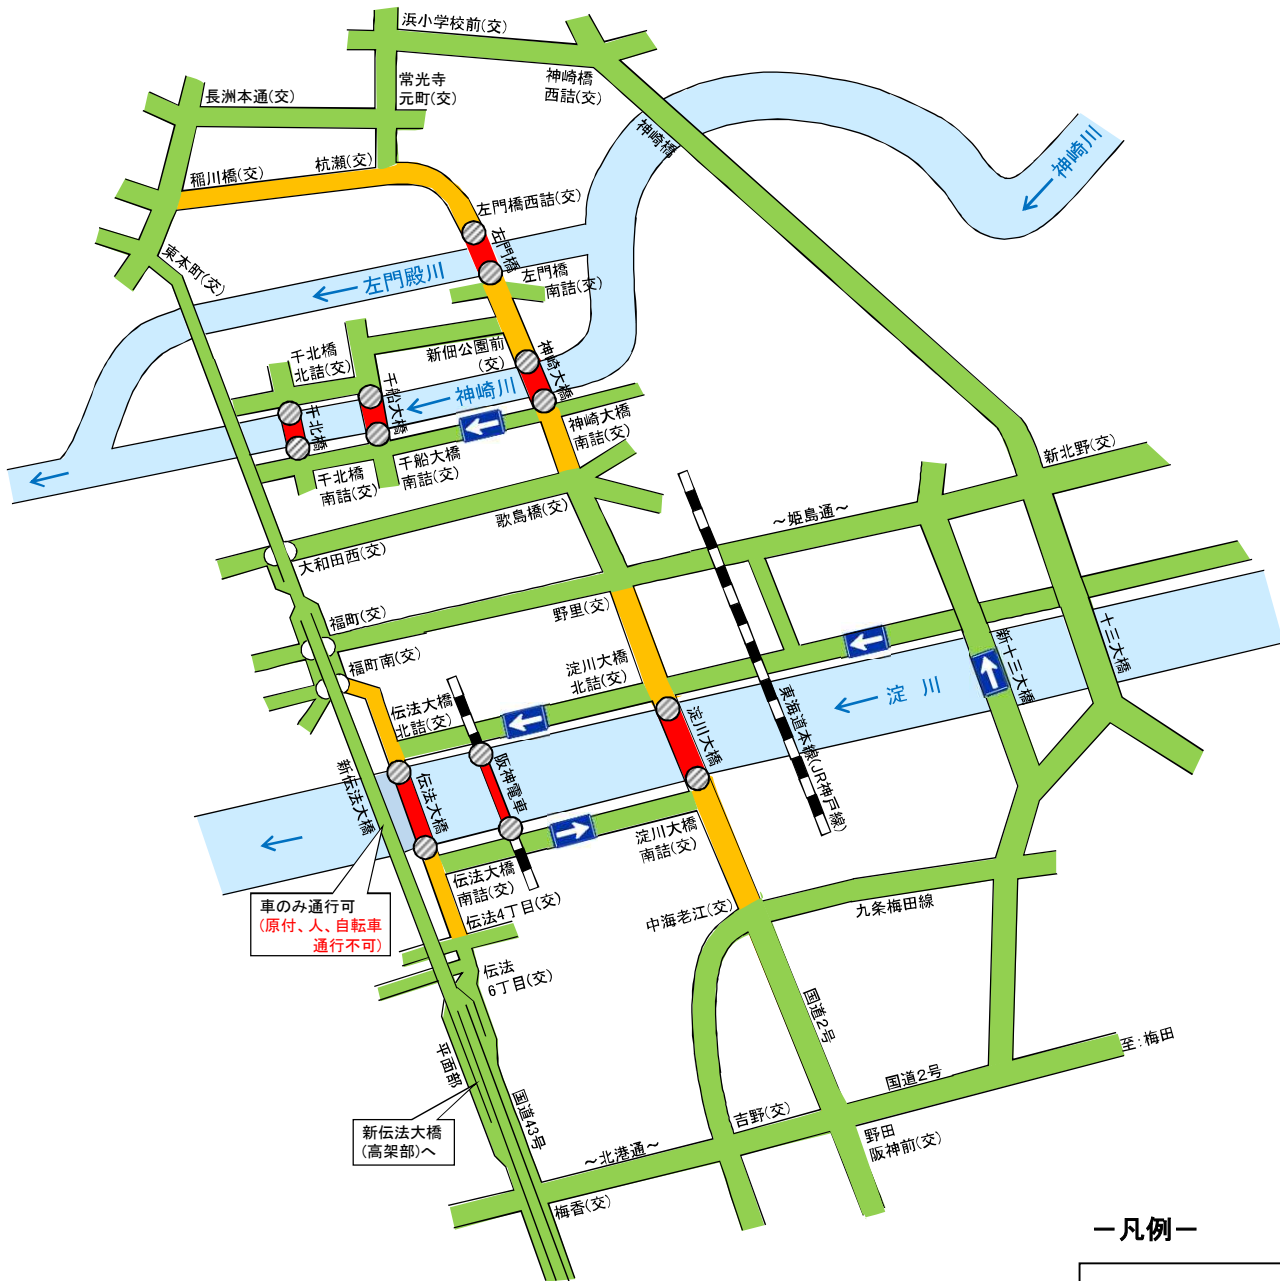 浜小学校前(交)
常光寺
元町(交)
神崎橋
西詰(交)
長洲本通(交)
神崎橋
神崎川
杭瀬(交)
稲川橋(交)
左門橋西詰(交)
左門橋
東本町(交)
左門殿川
左門橋
南詰(交)
千北橋
北詰(交)
新佃公園前
(交)
神崎大橋
千船大橋
神崎川
千北橋
神崎大橋
南詰(交)
千船大橋
南詰(交)
千北橋
南詰(交)
新北野(交)
歌島橋(交)
～姫島通～
大和田西(交)
福町(交)
野里(交)
十三大橋
新十三大橋
福町南(交)
淀川大橋
北詰(交)
伝法大橋
北詰(交)
東海道本線(JR神戸線)
淀川
淀川大橋
阪神電車
伝法大橋
新伝法大橋
淀川大橋
南詰(交)
伝法大橋
南詰(交)
車のみ通行可
(原付、人、自転車
通行不可)
伝法4丁目(交)
中海老江(交)
九条梅田線
伝法
6丁目(交)
国道2号
平面部
至:梅田
国道2号
国道43号
新伝法大橋
(高架部)へ
吉野(交)
野田
阪神前(交)
～北港通～
梅香(交)
－凡例－